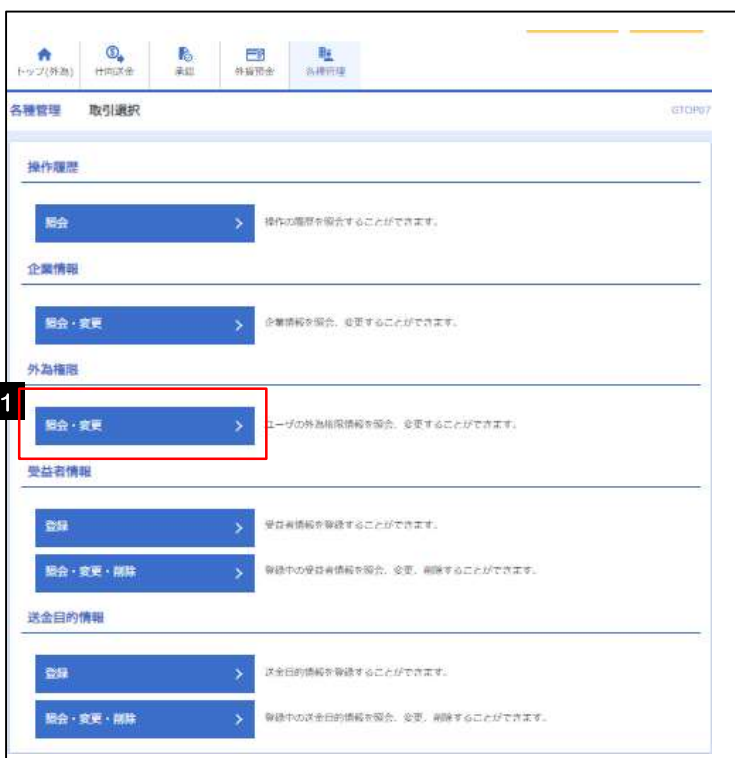 トップ(外為) 仕向送金 承認 外貨預金 各種管理
各種管理 取引選択 GTOP07
操作履歴
照会 操作の履歴を照会することができます。
企業情報
照会・変更 企業情報を照会、変更することができます。
外為権限
1
照会・変更 ユーザの外為権限情報を照会、変更することができます。
受益者情報
登録 受益者情報を登録することができます。
照会・変更・削除 登録中の受益者情報を照会、変更、削除することができます。
送金目的情報
登録 送金目的情報を登録することができます。
照会・変更・削除 登録中の送金目的情報を照会、変更、削除することができます。